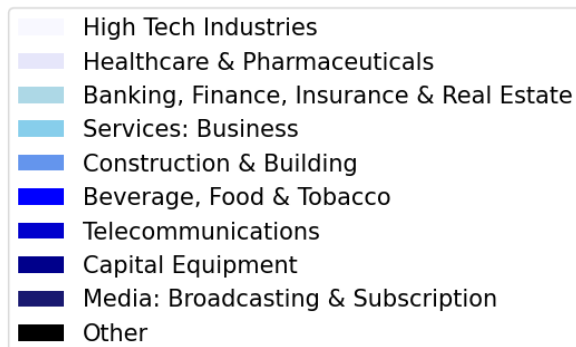 High Tech Industries
Healthcare & Pharmaceuticals
Banking, Finance, Insurance & Real Estate
Services: Business
Construction & Building
Beverage, Food & Tobacco
Telecommunications
Capital Equipment
Media: Broadcasting & Subscription
Other